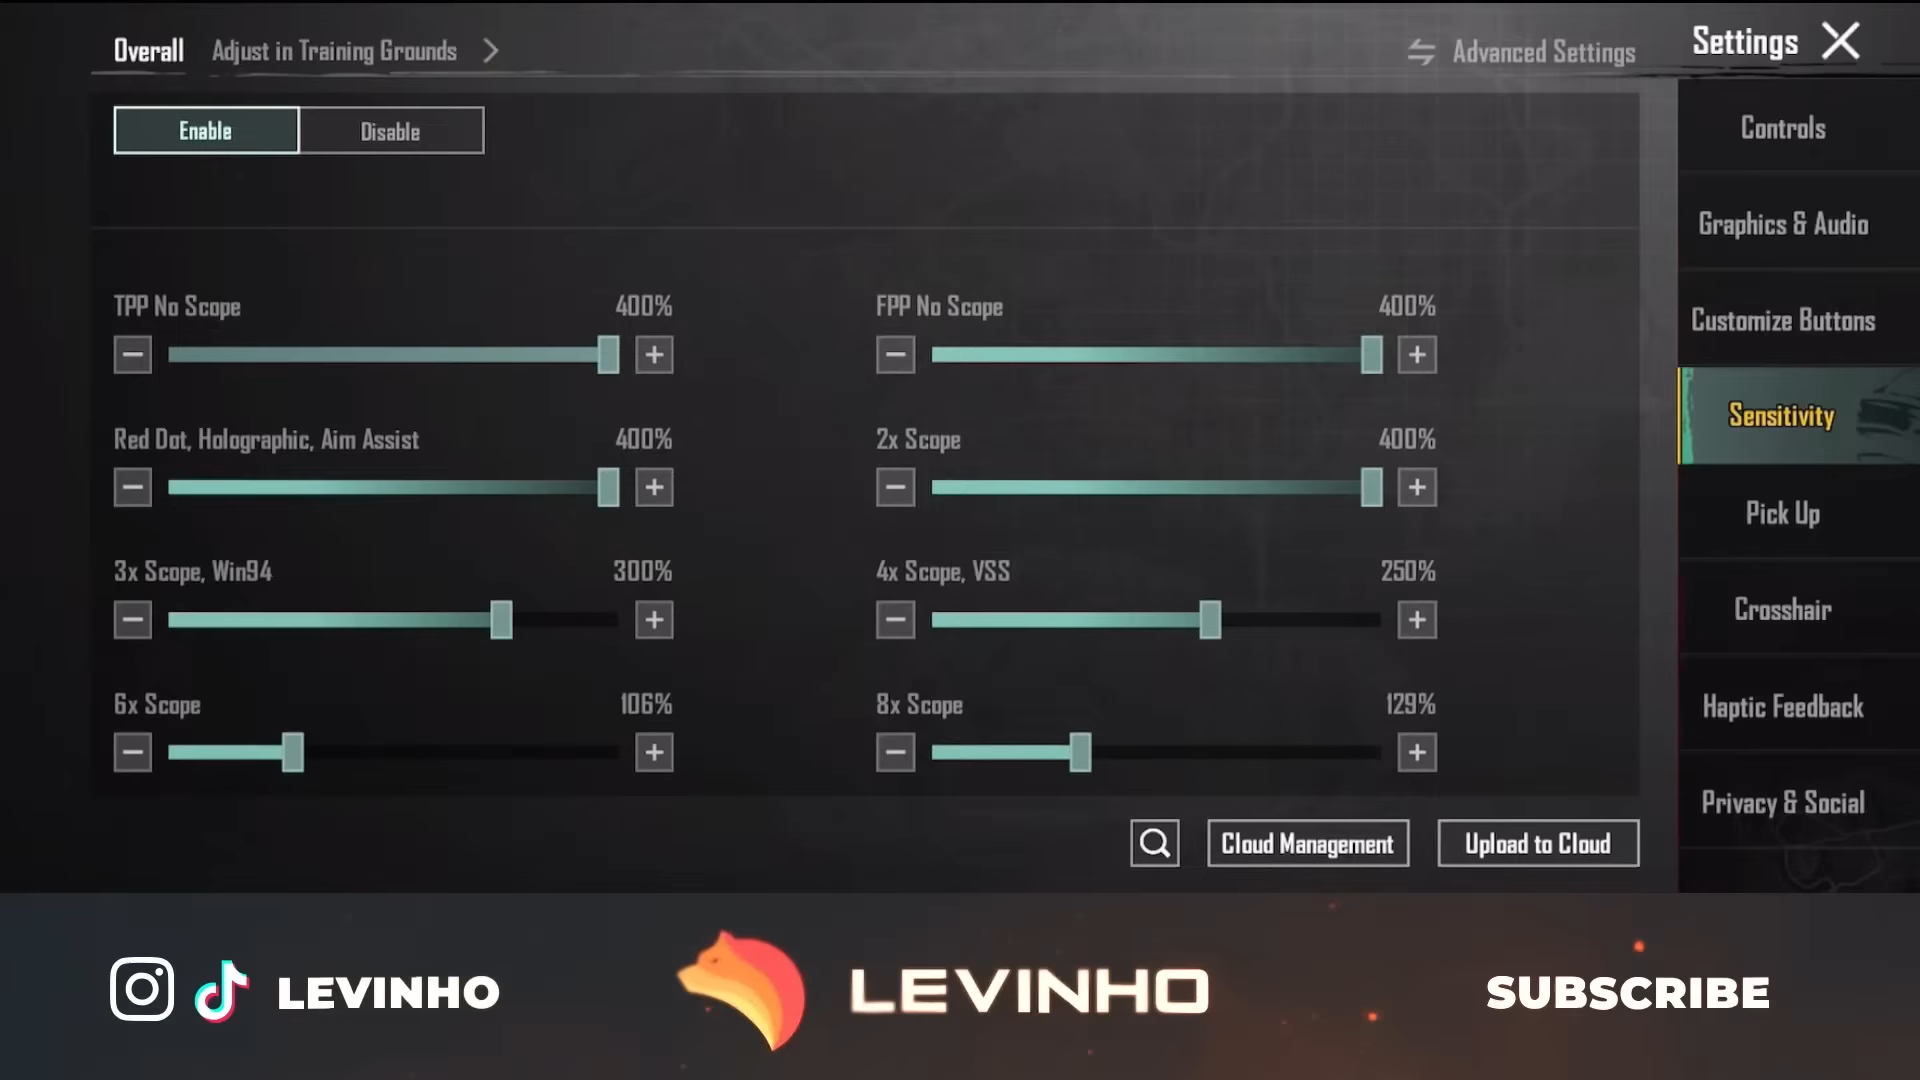 Overall Adjust in Training Grounds
Advanced Settings
Settings
Enable Disable
TPP No Scope 400%
FPP No Scope 400%
Red Dot, Holographic, Aim Assist 400%
2x Scope 400%
3x Scope, Win94 300%
4x Scope, VSS 250%
6x Scope 106%
8x Scope 129%
Cloud Management
Upload to Cloud
Controls
Graphics & Audio
Customize Buttons
Sensitivity
Pick Up
Crosshair
Haptic Feedback
Privacy & Social
LEVINHO
LEVINHO
SUBSCRIBE